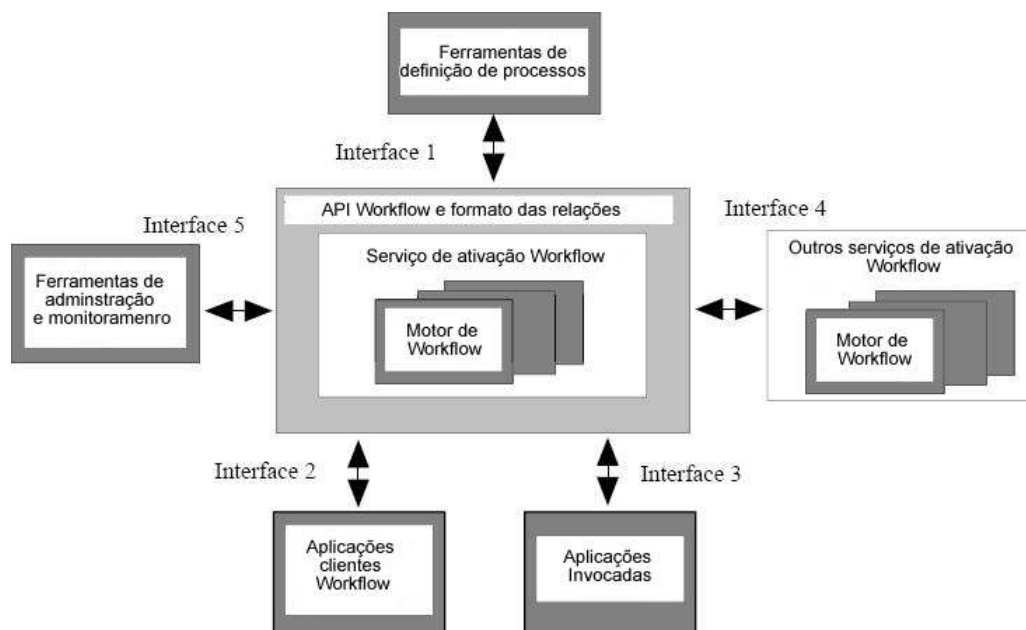 Ferramentas de
definição de processos
Interface 1
API Workflow e formato das relações
Interface 4
Interface 5
Serviço de ativação Workflow
Outros serviços de ativação
Workflow
Ferramentas de
adminstração
e monitoramenro
Motor de
Workflow
Motor de
Workflow
Interface 2
Interface 3
Aplicações
clientes
Workflow
Aplicações
Invocadas